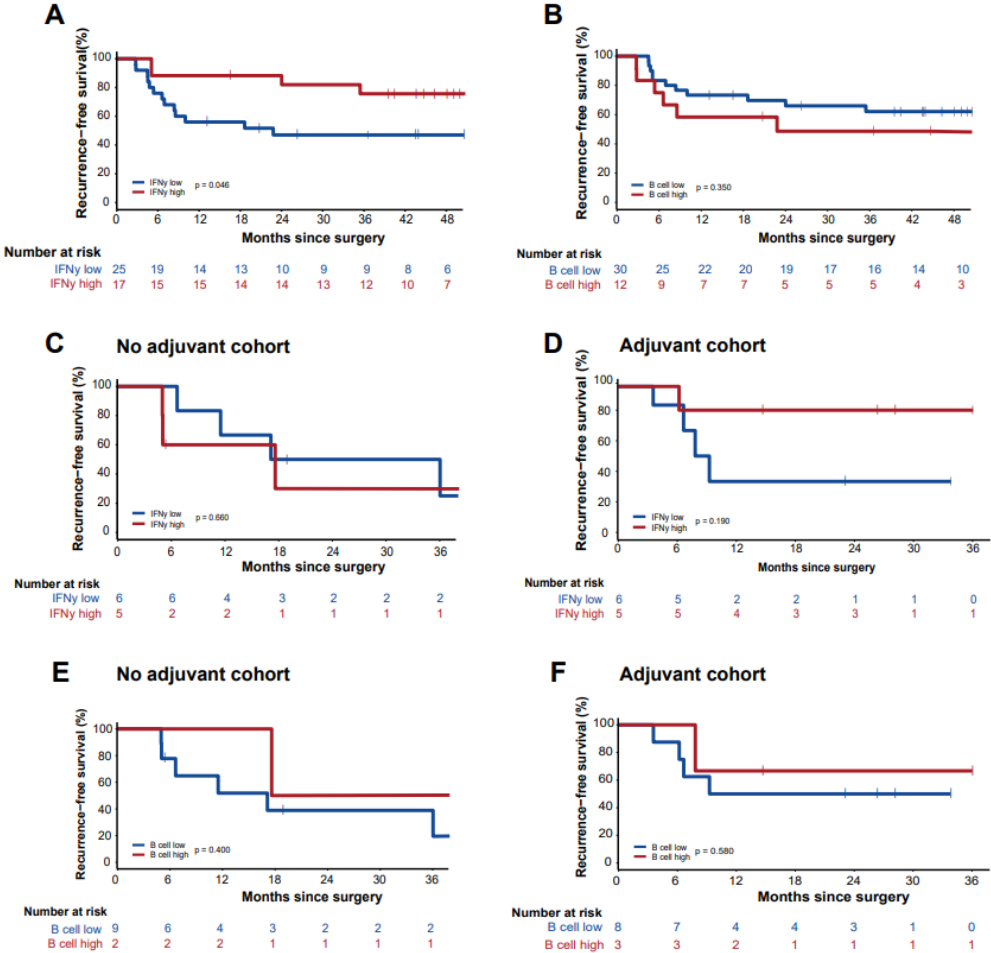 A
Recurrence-free surival(%)
100
80
60
40
20
0
IFNy low
IFNy high
p = 0.046
0 6 12 18 24 30 36 42 48
Months since surgery
Number at risk
IFNy low 25 19 14 13 10 9 9 8 6
IFNy high 17 15 15 14 14 13 12 10 7
B
Recurrence-free survival (%)
100
80
60
40
20
0
B cell low
B cell high
p = 0.350
0 6 12 18 24 30 36 42 48
Months since surgery
Number at risk
B cell low 30 25 22 20 19 17 16 14 10
B cell high 12 9 7 7 5 5 5 4 3
C
No adjuvant cohort
Recurrence-free survival (%)
100
80
60
40
20
0
IFNy low
IFNy high
p = 0.660
0 6 12 18 24 30 36
Months since surgery
Number at risk
IFNy low 6 6 4 3 2 2 2
IFNy high 5 2 2 1 1 1 1
D
Adjuvant cohort
Recurrence-free survival (%)
100
80
60
40
20
0
IFNy low
IFNy high
p = 0.190
0 6 12 18 24 30 36
Months since surgery
Number at risk
IFNy low 6 5 2 2 1 1 0
IFNy high 5 5 4 3 3 1 1
E
No adjuvant cohort
Recurrence-free survival (%)
100
80
60
40
20
0
B cell low
B cell high
p = 0.400
0 6 12 18 24 30 36
Months since surgery
Number at risk
B cell low 9 6 4 3 2 2 2
B cell high 2 2 2 1 1 1 1
F
Adjuvant cohort
Recurrence-free survival (%)
100
80
60
40
20
0
B cell low
B cell high
p = 0.580
0 6 12 18 24 30 36
Months since surgery
Number at risk
B cell low 8 7 4 4 3 1 0
B cell high 3 3 2 1 1 1 1